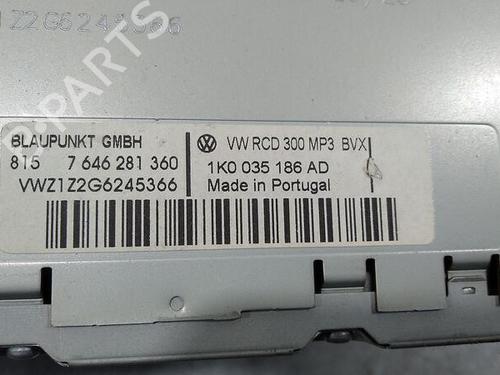 BLAUPUNKT GMBH
815 7 646 281 360
VWZ1Z2G6245366
VW RCD 300 MP3 BVX
1K0 035 186 AD
Made in Portugal